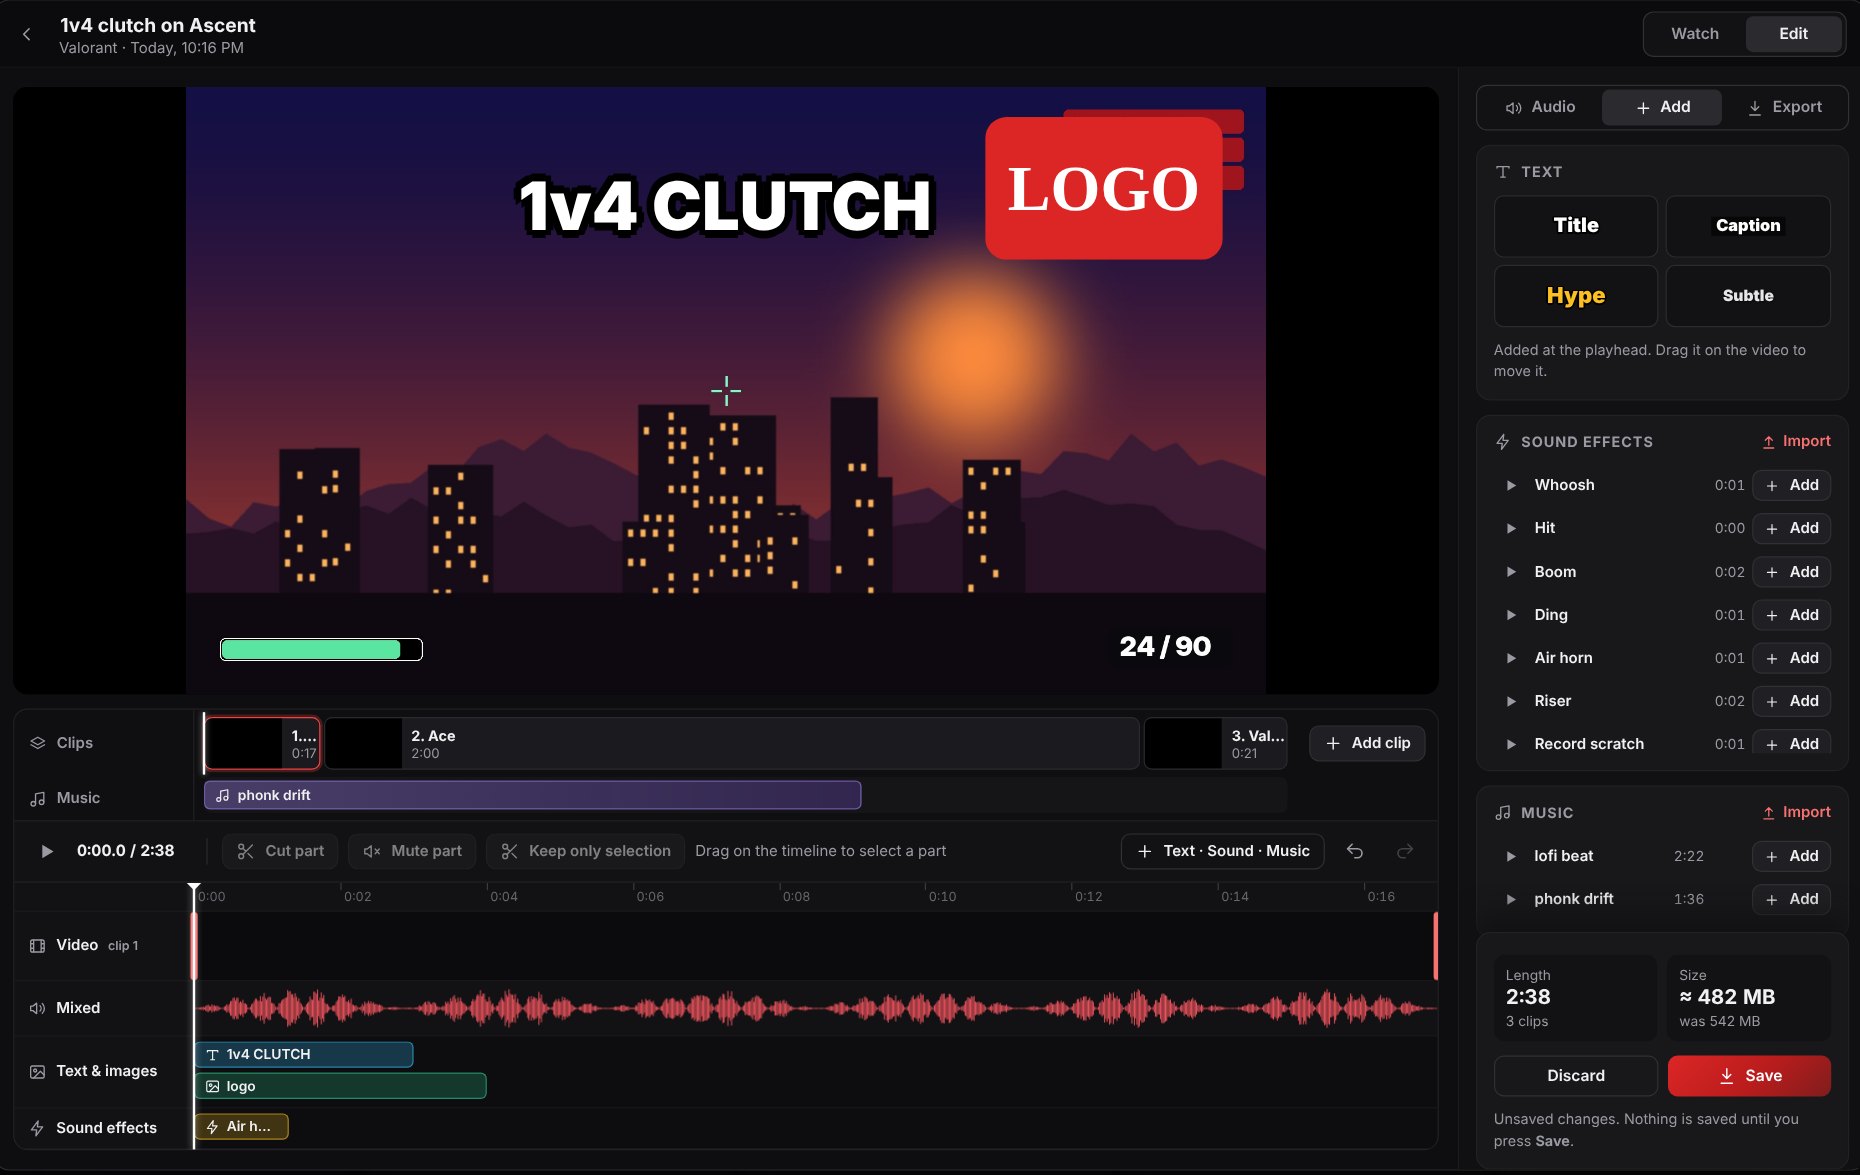 1v4 clutch on Ascent
Valorant · Today, 10:16 PM
Watch
Edit
1v4 CLUTCH
LOGO
24 / 90
Audio
+ Add
Export
TEXT
Title
Caption
Hype
Subtle
Added at the playhead. Drag it on the video to
move it.
SOUND EFFECTS
Import
Whoosh 0:01 + Add
Hit 0:00 + Add
Boom 0:02 + Add
Ding 0:01 + Add
Air horn 0:01 + Add
Riser 0:02 + Add
Record scratch 0:01 + Add
MUSIC
Import
lofi beat 2:22 + Add
phonk drift 1:36 + Add
Length
2:38
3 clips
Size
≈ 482 MB
was 542 MB
Discard
Save
Unsaved changes. Nothing is saved until you
press Save.
Clips
1....
0:17
2. Ace
2:00
3. Val...
0:21
+ Add clip
Music
phonk drift
0:00.0 / 2:38
Cut part
Mute part
Keep only selection
Drag on the timeline to select a part
+ Text · Sound · Music
0:00 0:02 0:04 0:06 0:08 0:10 0:12 0:14 0:16
Video clip 1
Mixed
Text & images
1v4 CLUTCH
logo
Sound effects
Air h...